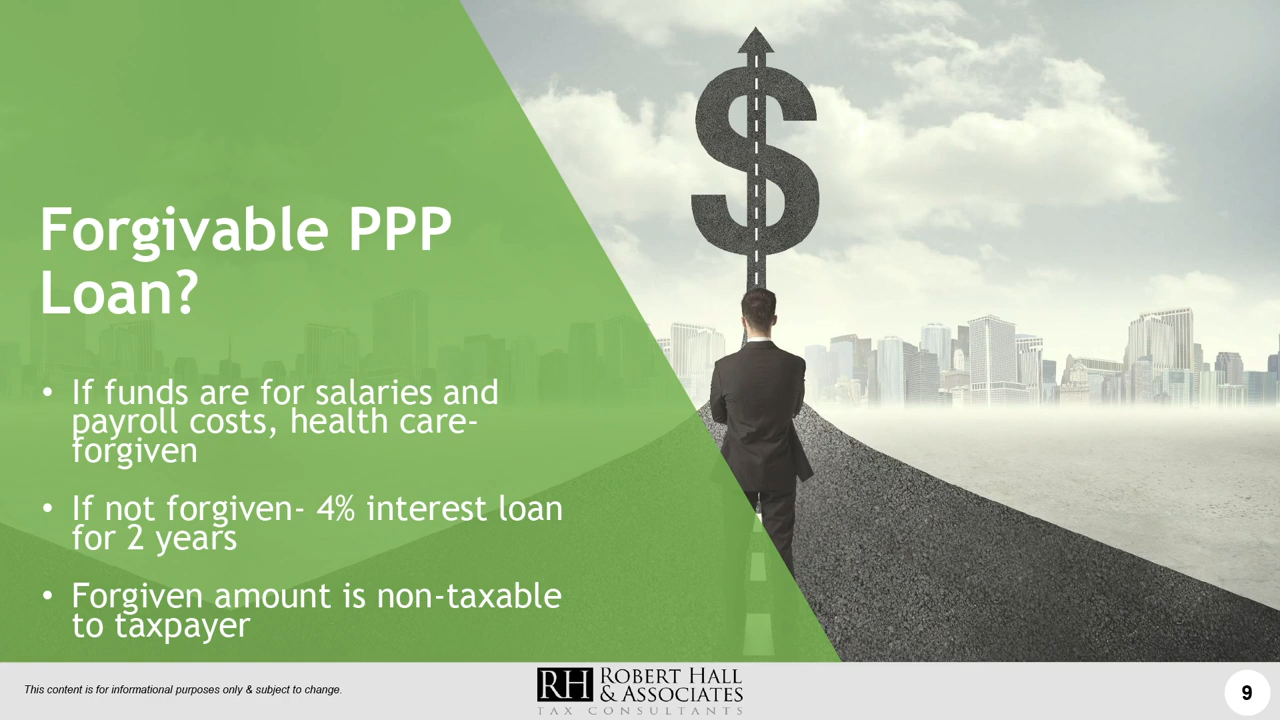 Forgivable PPP
Loan?
• If funds are for salaries and
payroll costs, health care-
forgiven
• If not forgiven- 4% interest loan
for 2 years
• Forgiven amount is non-taxable
to taxpayer
This content is for informational purposes only & subject to change.
RH ROBERT HALL
& ASSOCIATES
TAX CONSULTANTS
9